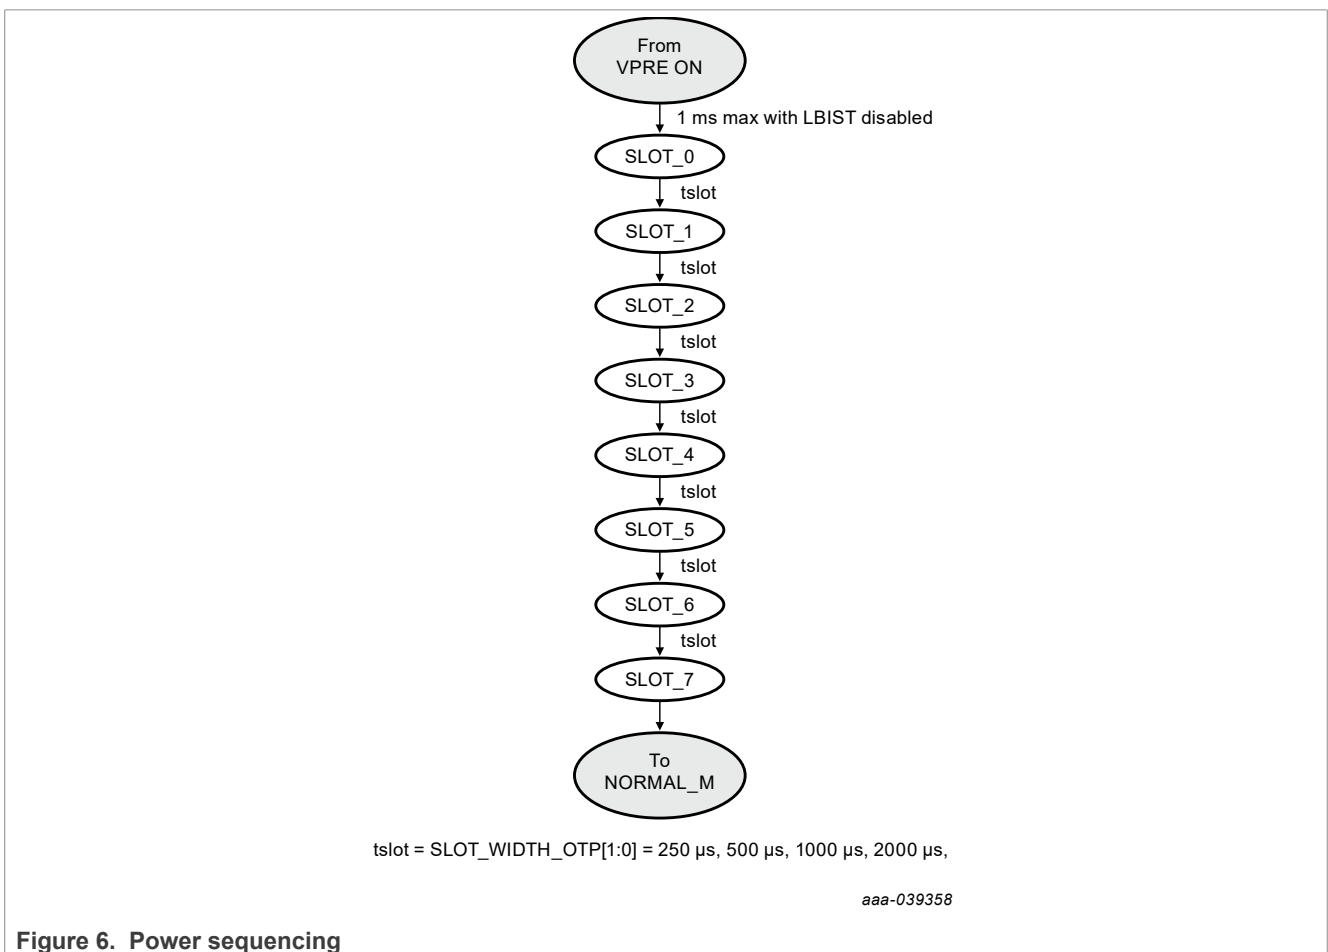 From
VPRE ON
1 ms max with LBIST disabled
SLOT_0
tslot
SLOT_1
tslot
SLOT_2
tslot
SLOT_3
tslot
SLOT_4
tslot
SLOT_5
tslot
SLOT_6
tslot
SLOT_7
To
NORMAL_M
tslot = SLOT_WIDTH_OTP[1:0] = 250 µs, 500 µs, 1000 µs, 2000 µs,
aaa-039358
Figure 6. Power sequencing